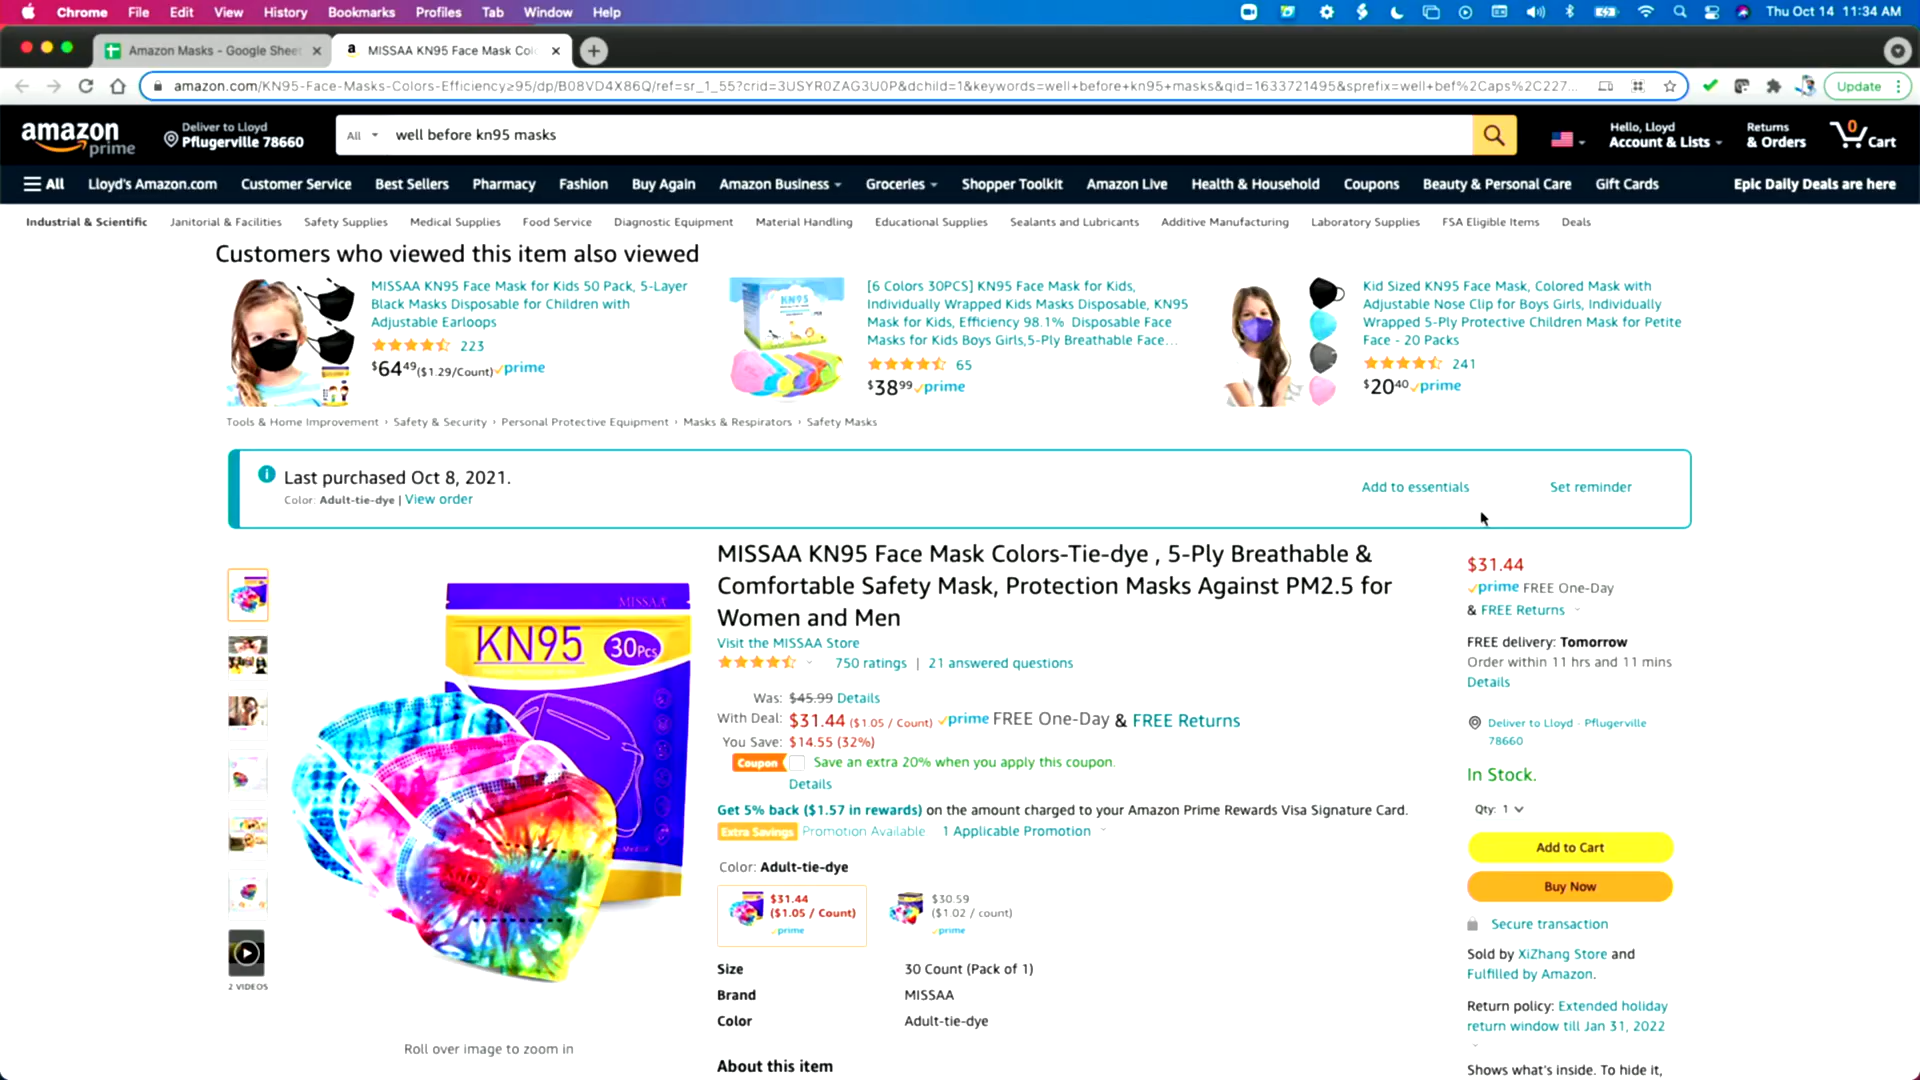 Chrome File Edit View History Bookmarks Profiles Tab Window Help Thu Oct 14 11:34 AM
Amazon Masks - Google Sheet MISSAA KN95 Face Mask Col
amazon.com/KN95-Face-Masks-Colors-Efficiency≥95/dp/B08VD4X86Q/ref=sr_1_55?crid=3USYR0ZAG3U0P&dchild=1&keywords=well+before+kn95+masks&qid=1633721495&sprefix=well+bef%2Caps%2C227... Update
amazon prime
Deliver to Lloyd
Pflugerville 78660
All well before kn95 masks
Hello, Lloyd
Account & Lists
Returns
& Orders
0
Cart
All Lloyd's Amazon.com Customer Service Best Sellers Pharmacy Fashion Buy Again Amazon Business Groceries Shopper Toolkit Amazon Live Health & Household Coupons Beauty & Personal Care Gift Cards Epic Daily Deals are here
Industrial & Scientific Janitorial & Facilities Safety Supplies Medical Supplies Food Service Diagnostic Equipment Material Handling Educational Supplies Sealants and Lubricants Additive Manufacturing Laboratory Supplies FSA Eligible Items Deals
Customers who viewed this item also viewed
MISSAA KN95 Face Mask for Kids 50 Pack, 5-Layer
Black Masks Disposable for Children with
Adjustable Earloops
223
$6449 ($1.29/Count) prime
KN95
[6 Colors 30PCS] KN95 Face Mask for Kids,
Individually Wrapped Kids Masks Disposable, KN95
Mask for Kids, Efficiency 98.1% Disposable Face
Masks for Kids Boys Girls,5-Ply Breathable Face...
65
$3899 prime
Kid Sized KN95 Face Mask, Colored Mask with
Adjustable Nose Clip for Boys Girls, Individually
Wrapped 5-Ply Protective Children Mask for Petite
Face - 20 Packs
241
$2040 prime
Tools & Home Improvement › Safety & Security › Personal Protective Equipment › Masks & Respirators › Safety Masks
Last purchased Oct 8, 2021.
Color: Adult-tie-dye | View order
Add to essentials
Set reminder
MISSAA
KN95
30Pcs
2 VIDEOS
Roll over image to zoom in
MISSAA KN95 Face Mask Colors-Tie-dye , 5-Ply Breathable &
Comfortable Safety Mask, Protection Masks Against PM2.5 for
Women and Men
Visit the MISSAA Store
750 ratings | 21 answered questions
Was: $45.99 Details
With Deal: $31.44 ($1.05 / Count) prime FREE One-Day & FREE Returns
You Save: $14.55 (32%)
Coupon Save an extra 20% when you apply this coupon.
Details
Get 5% back ($1.57 in rewards) on the amount charged to your Amazon Prime Rewards Visa Signature Card.
Extra Savings Promotion Available 1 Applicable Promotion
Color: Adult-tie-dye
$31.44
($1.05 / Count)
prime
$30.59
($1.02 / count)
prime
Size 30 Count (Pack of 1)
Brand MISSAA
Color Adult-tie-dye
About this item
$31.44
prime FREE One-Day
& FREE Returns
FREE delivery: Tomorrow
Order within 11 hrs and 11 mins
Details
Deliver to Lloyd - Pflugerville
78660
In Stock.
Qty: 1
Add to Cart
Buy Now
Secure transaction
Sold by XiZhang Store and
Fulfilled by Amazon.
Return policy: Extended holiday
return window till Jan 31, 2022
Shows what's inside. To hide it,